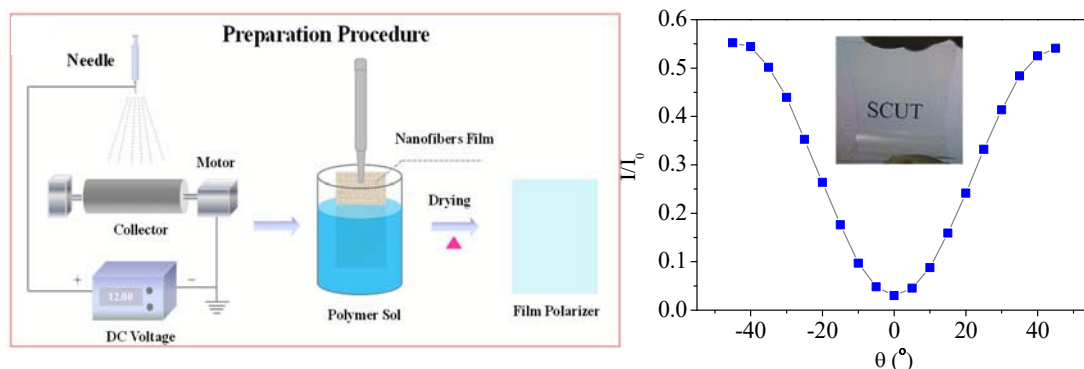 Preparation Procedure
Needle
Motor
Collector
+
−
12.00
DC Voltage
Nanofibers Film
Polymer Sol
Drying
Film Polarizer
I/I0
0.6
0.5
0.4
0.3
0.2
0.1
0.0
SCUT
-40 -20 0 20 40
θ (°)